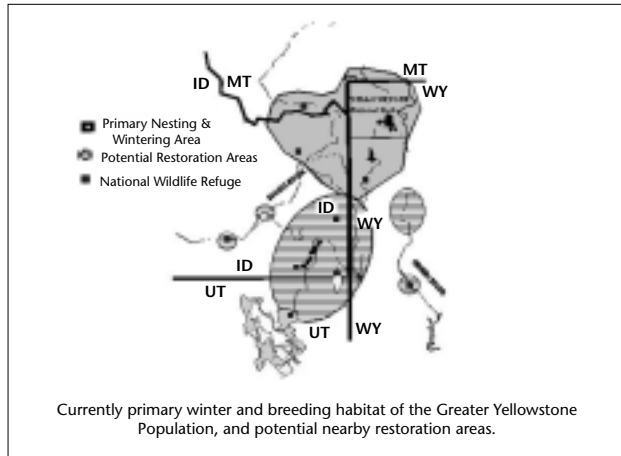 ID MT
MT
WY
YELLOWSTONE
Primary Nesting &
Wintering Area
Potential Restoration Areas
National Wildlife Refuge
ID
WY
ID
UT
UT
WY
Currently primary winter and breeding habitat of the Greater Yellowstone
Population, and potential nearby restoration areas.